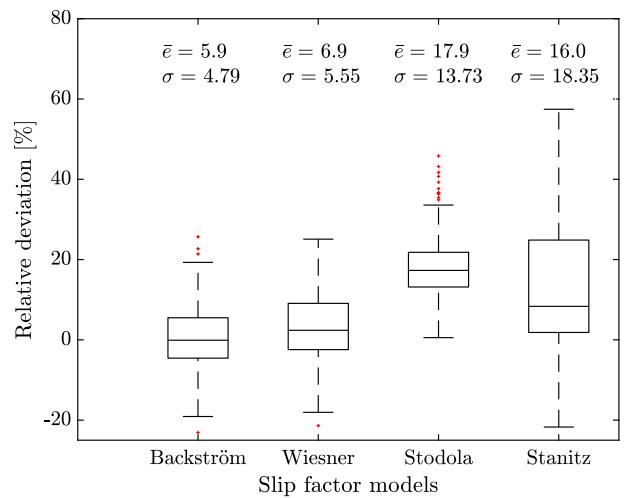 80
60
40
20
0
-20
Relative deviation [%]
ē = 5.9
σ = 4.79
ē = 6.9
σ = 5.55
ē = 17.9
σ = 13.73
ē = 16.0
σ = 18.35
Backström
Wiesner
Stodola
Stanitz
Slip factor models